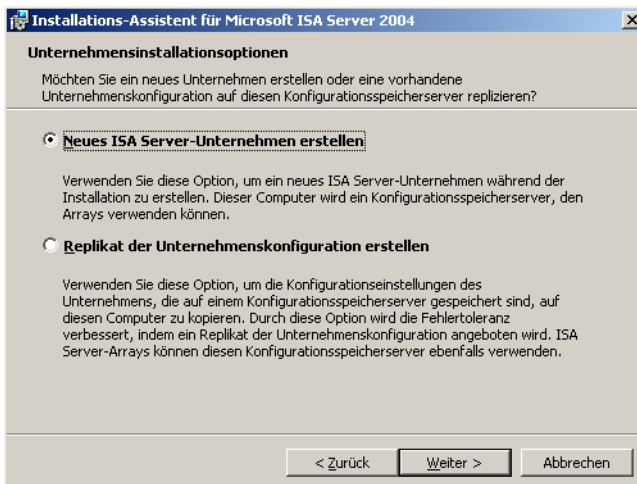 Installations-Assistent für Microsoft ISA Server 2004
Unternehmensinstallationsoptionen
Möchten Sie ein neues Unternehmen erstellen oder eine vorhandene
Unternehmenskonfiguration auf diesen Konfigurationsspeicherserver replizieren?
Neues ISA Server-Unternehmen erstellen
Verwenden Sie diese Option, um ein neues ISA Server-Unternehmen während der
Installation zu erstellen. Dieser Computer wird ein Konfigurationsspeicherserver, den
Arrays verwenden können.
Replikat der Unternehmenskonfiguration erstellen
Verwenden Sie diese Option, um die Konfigurationseinstellungen des
Unternehmens, die auf einem Konfigurationsspeicherserver gespeichert sind, auf
diesen Computer zu kopieren. Durch diese Option wird die Fehlertoleranz
verbessert, indem ein Replikat der Unternehmenskonfiguration angeboten wird. ISA
Server-Arrays können diesen Konfigurationsspeicherserver ebenfalls verwenden.
< Zurück Weiter > Abbrechen